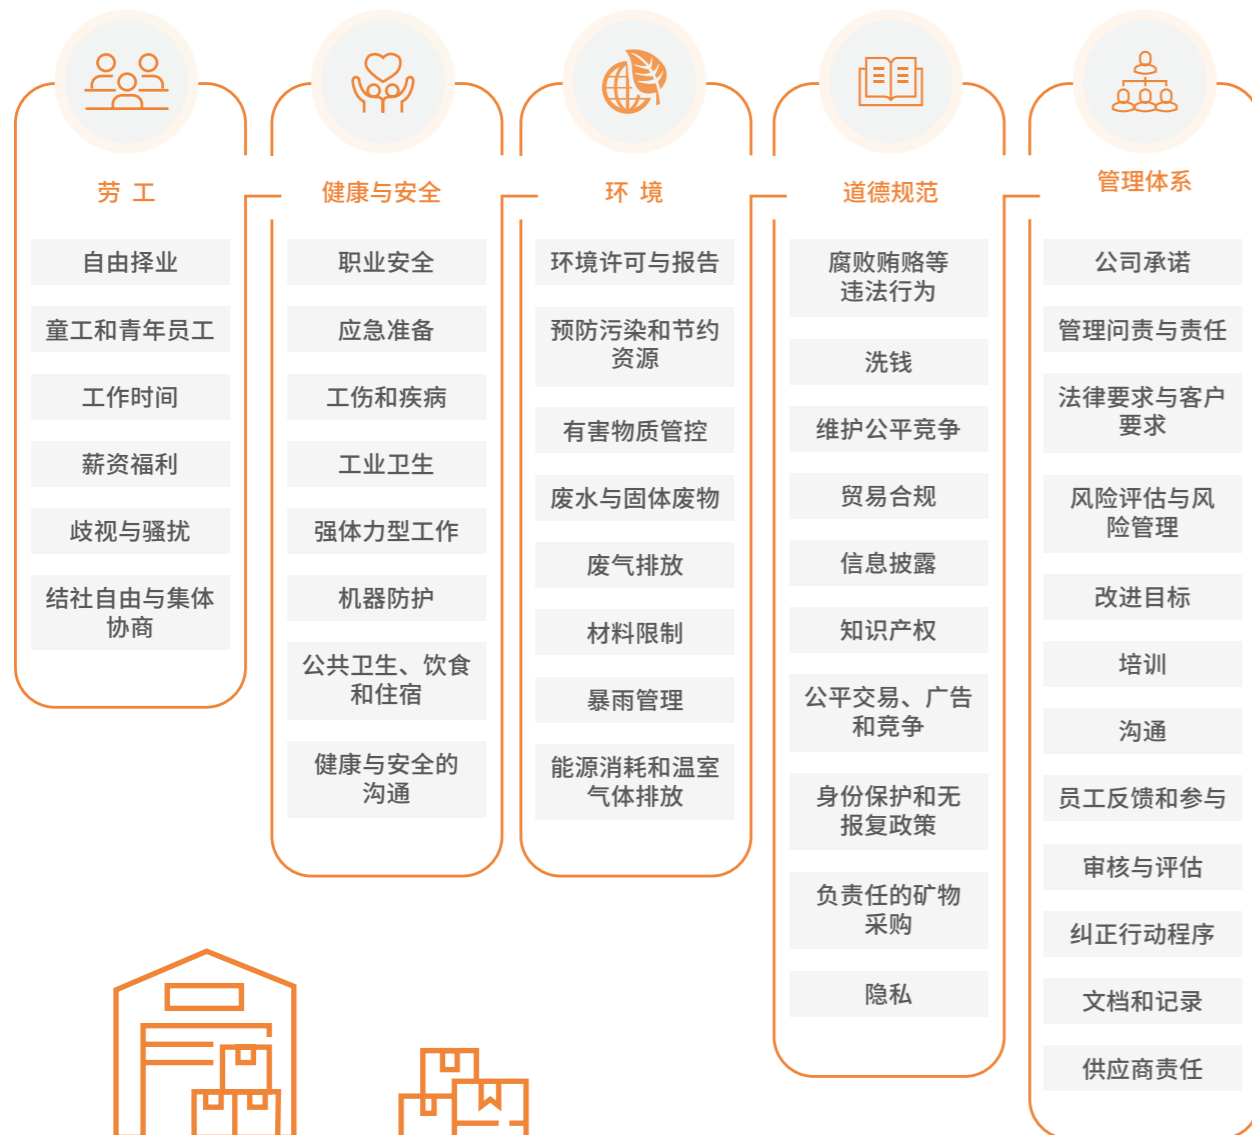 劳 工
自由择业
童工和青年员工
工作时间
薪资福利
歧视与骚扰
结社自由与集体
协商
健康与安全
职业安全
应急准备
工伤和疾病
工业卫生
强体力型工作
机器防护
公共卫生、饮食
和住宿
健康与安全的
沟通
环 境
环境许可与报告
预防污染和节约
资源
有害物质管控
废水与固体废物
废气排放
材料限制
暴雨管理
能源消耗和温室
气体排放
道德规范
腐败贿赂等
违法行为
洗钱
维护公平竞争
贸易合规
信息披露
知识产权
公平交易、广告
和竞争
身份保护和无
报复政策
负责任的矿物
采购
隐私
管理体系
公司承诺
管理问责与责任
法律要求与客户
要求
风险评估与风
险管理
改进目标
培训
沟通
员工反馈和参与
审核与评估
纠正行动程序
文档和记录
供应商责任